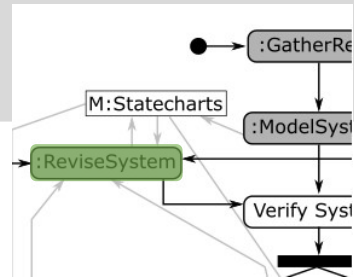 :GatherRe
M:Statecharts
:ModelSyst
:ReviseSystem
Verify Syst